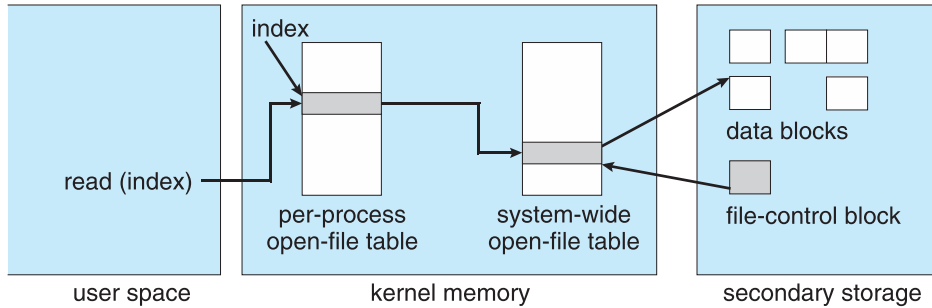 index
read (index)
per-process
open-file table
system-wide
open-file table
data blocks
file-control block
user space
kernel memory
secondary storage